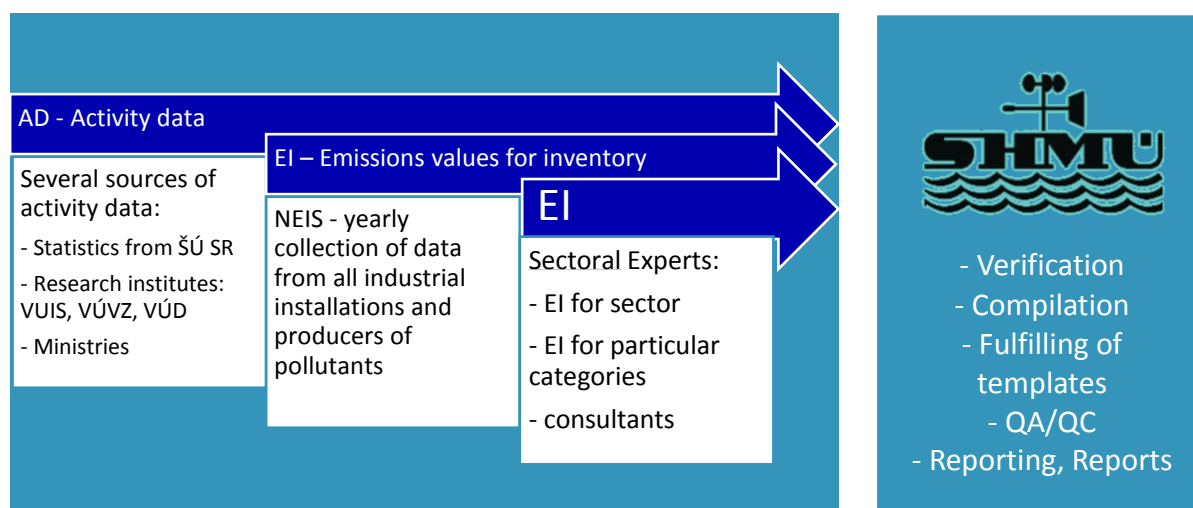 AD - Activity data
Several sources of
activity data:
- Statistics from ŠÚ SR
- Research institutes:
VUIS, VÚVZ, VÚD
- Ministries
EI – Emissions values for inventory
NEIS - yearly
collection of data
from all industrial
installations and
producers of
pollutants
EI
Sectoral Experts:
- EI for sector
- EI for particular
categories
- consultants
SHMÚ
- Verification
- Compilation
- Fulfilling of
templates
- QA/QC
- Reporting, Reports